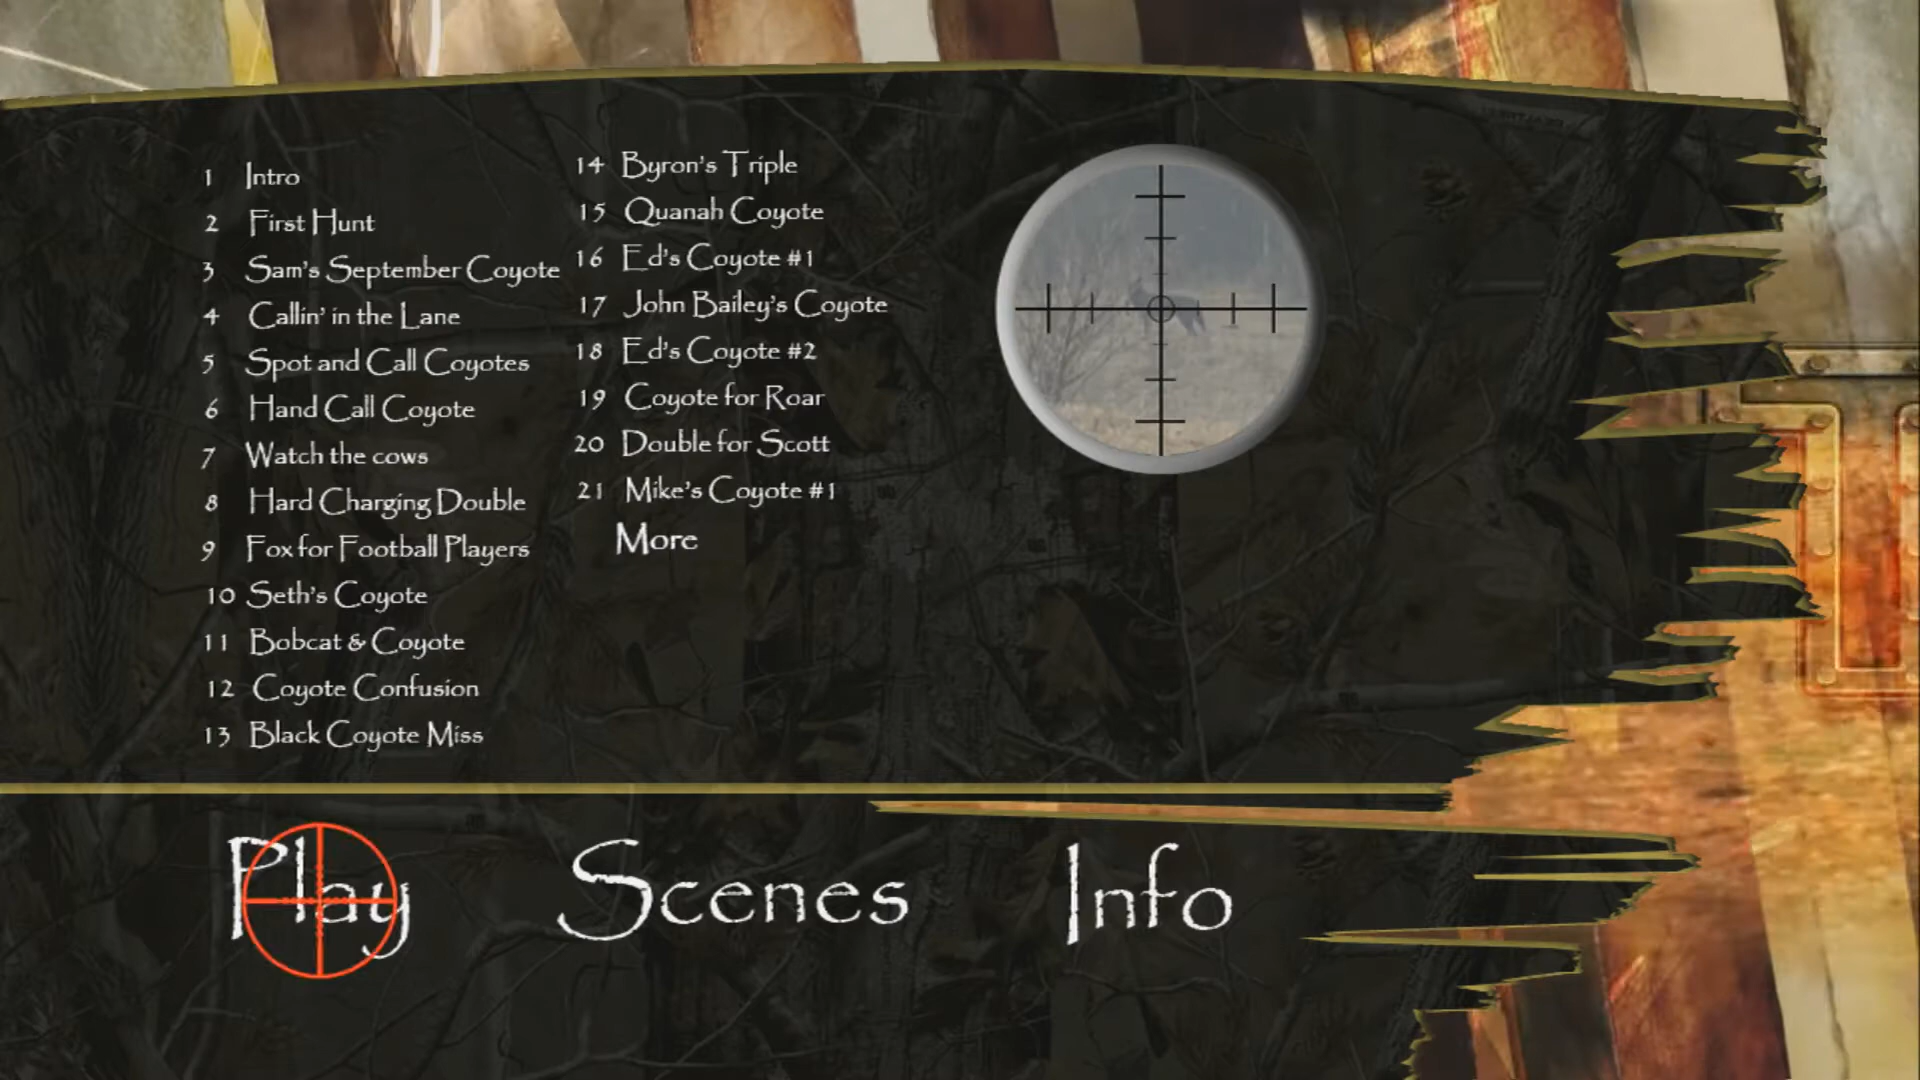 1 Intro
2 First Hunt
3 Sam's September Coyote
4 Callin' in the Lane
5 Spot and Call Coyotes
6 Hand Call Coyote
7 Watch the cows
8 Hard Charging Double
9 Fox for Football Players
10 Seth's Coyote
11 Bobcat & Coyote
12 Coyote Confusion
13 Black Coyote Miss
14 Byron's Triple
15 Quanah Coyote
16 Ed's Coyote #1
17 John Bailey's Coyote
18 Ed's Coyote #2
19 Coyote for Roar
20 Double for Scott
21 Mike's Coyote #1
More
Play Scenes Info